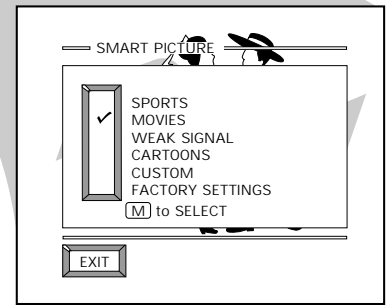 SMART PICTURE
SPORTS
MOVIES
WEAK SIGNAL
CARTOONS
CUSTOM
FACTORY SETTINGS
M to SELECT
EXIT